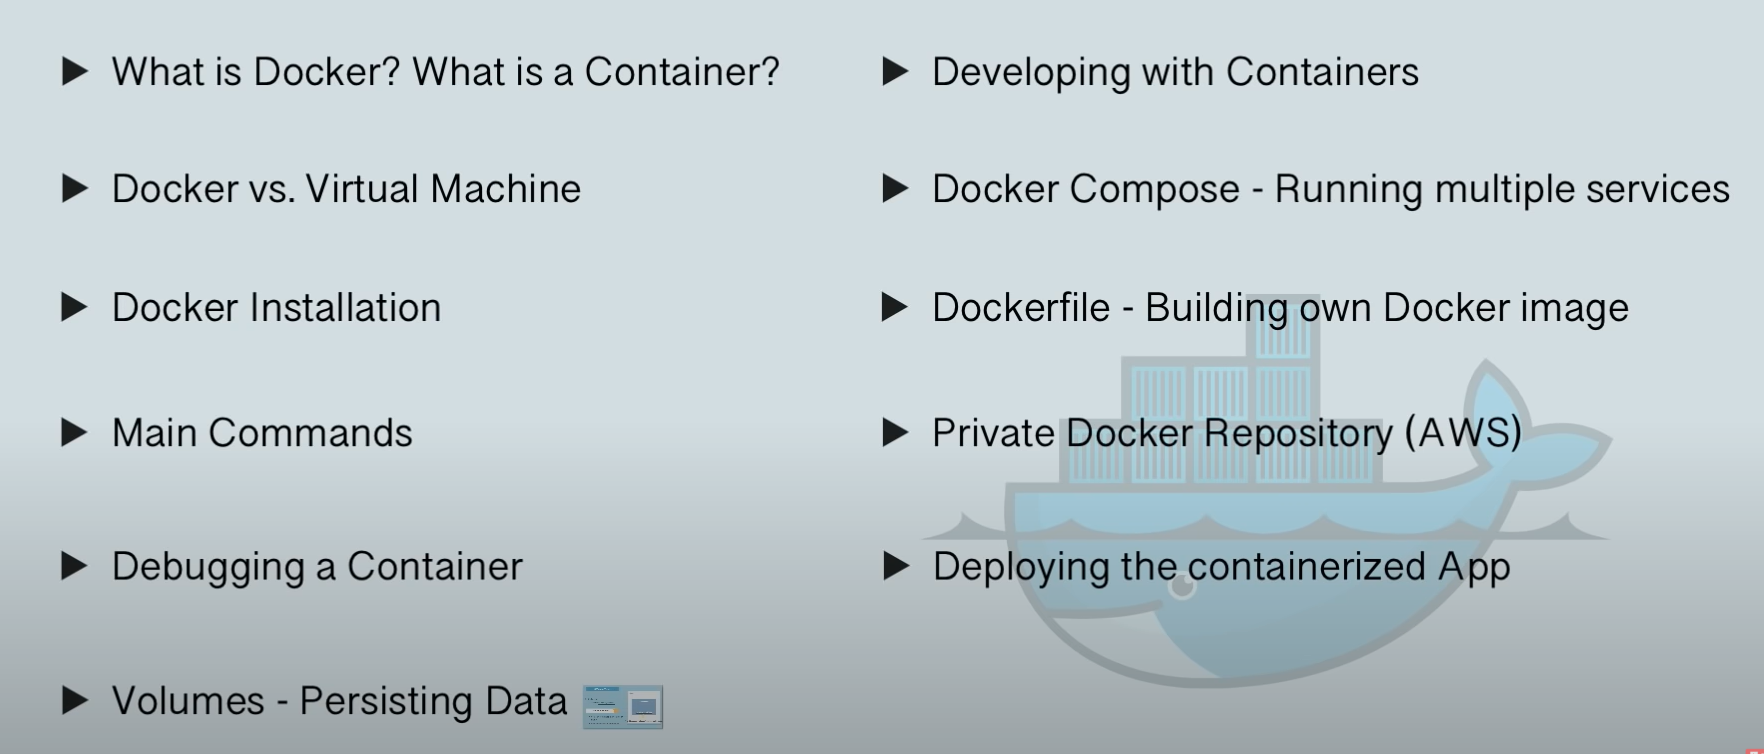 What is Docker? What is a Container?
Docker vs. Virtual Machine
Docker Installation
Main Commands
Debugging a Container
Volumes - Persisting Data
Developing with Containers
Docker Compose - Running multiple services
Dockerfile - Building own Docker image
Private Docker Repository (AWS)
Deploying the containerized App